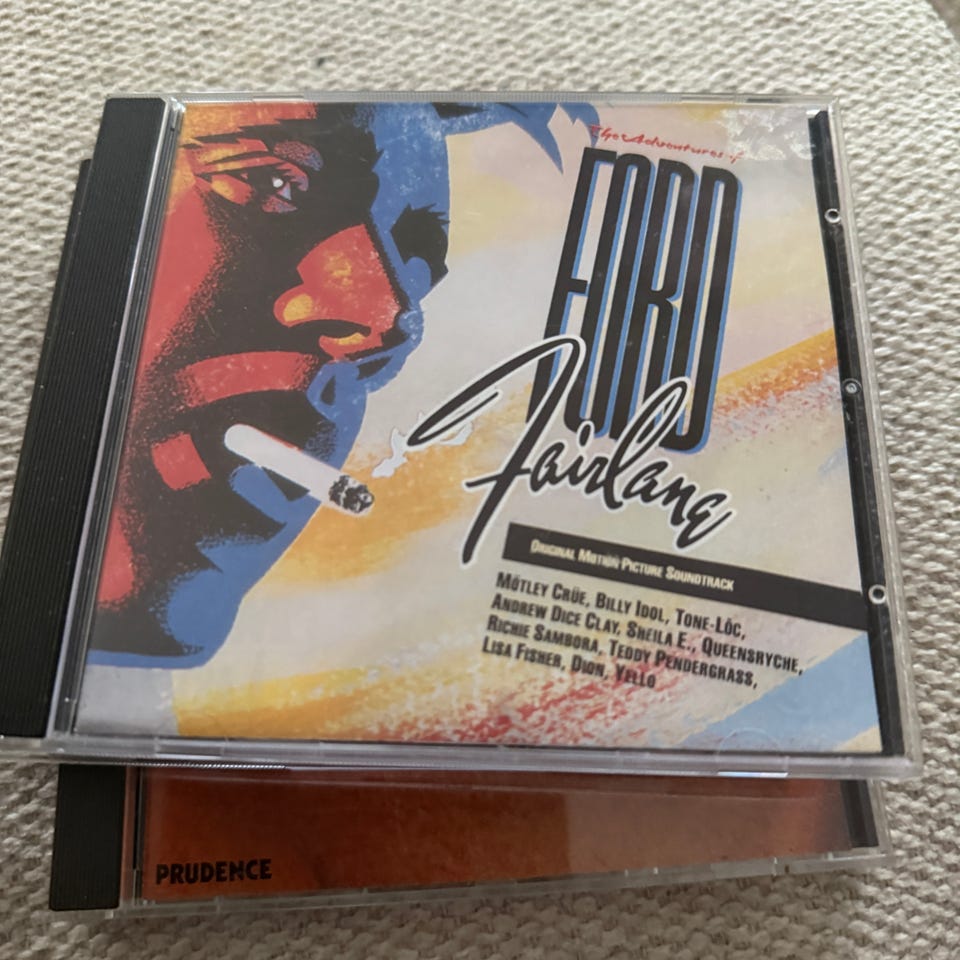 The Adventures of
FORD
Fairlane
ORIGINAL MOTION PICTURE SOUNDTRACK
MÖTLEY CRÜE, BILLY IDOL, TONE-LŌC,
ANDREW DICE CLAY, SHEILA E., QUEENSRYCHE,
RICHIE SAMBORA, TEDDY PENDERGRASS,
LISA FISHER, DION, YELLO
PRUDENCE